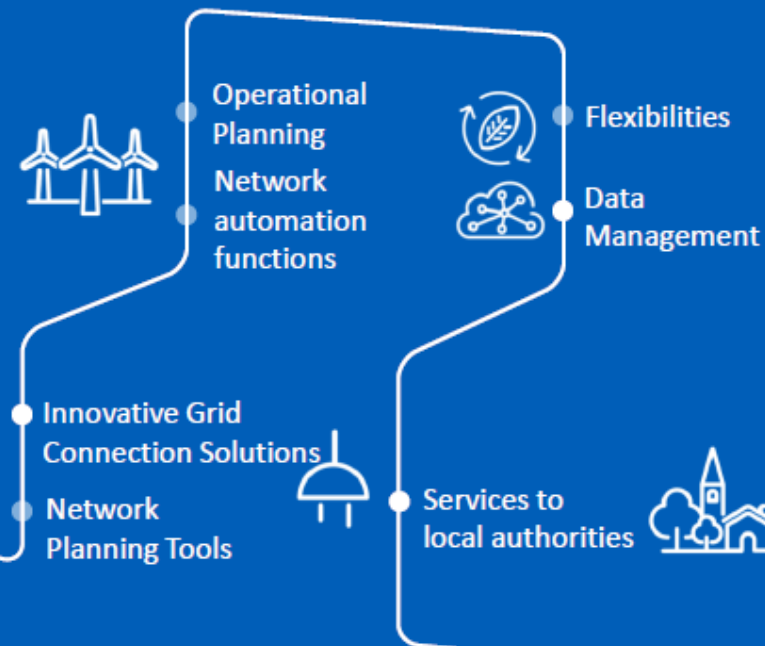 Operational
Planning
Network
automation
functions
Flexibilities
Data
Management
Innovative Grid
Connection Solutions
Network
Planning Tools
Services to
local authorities